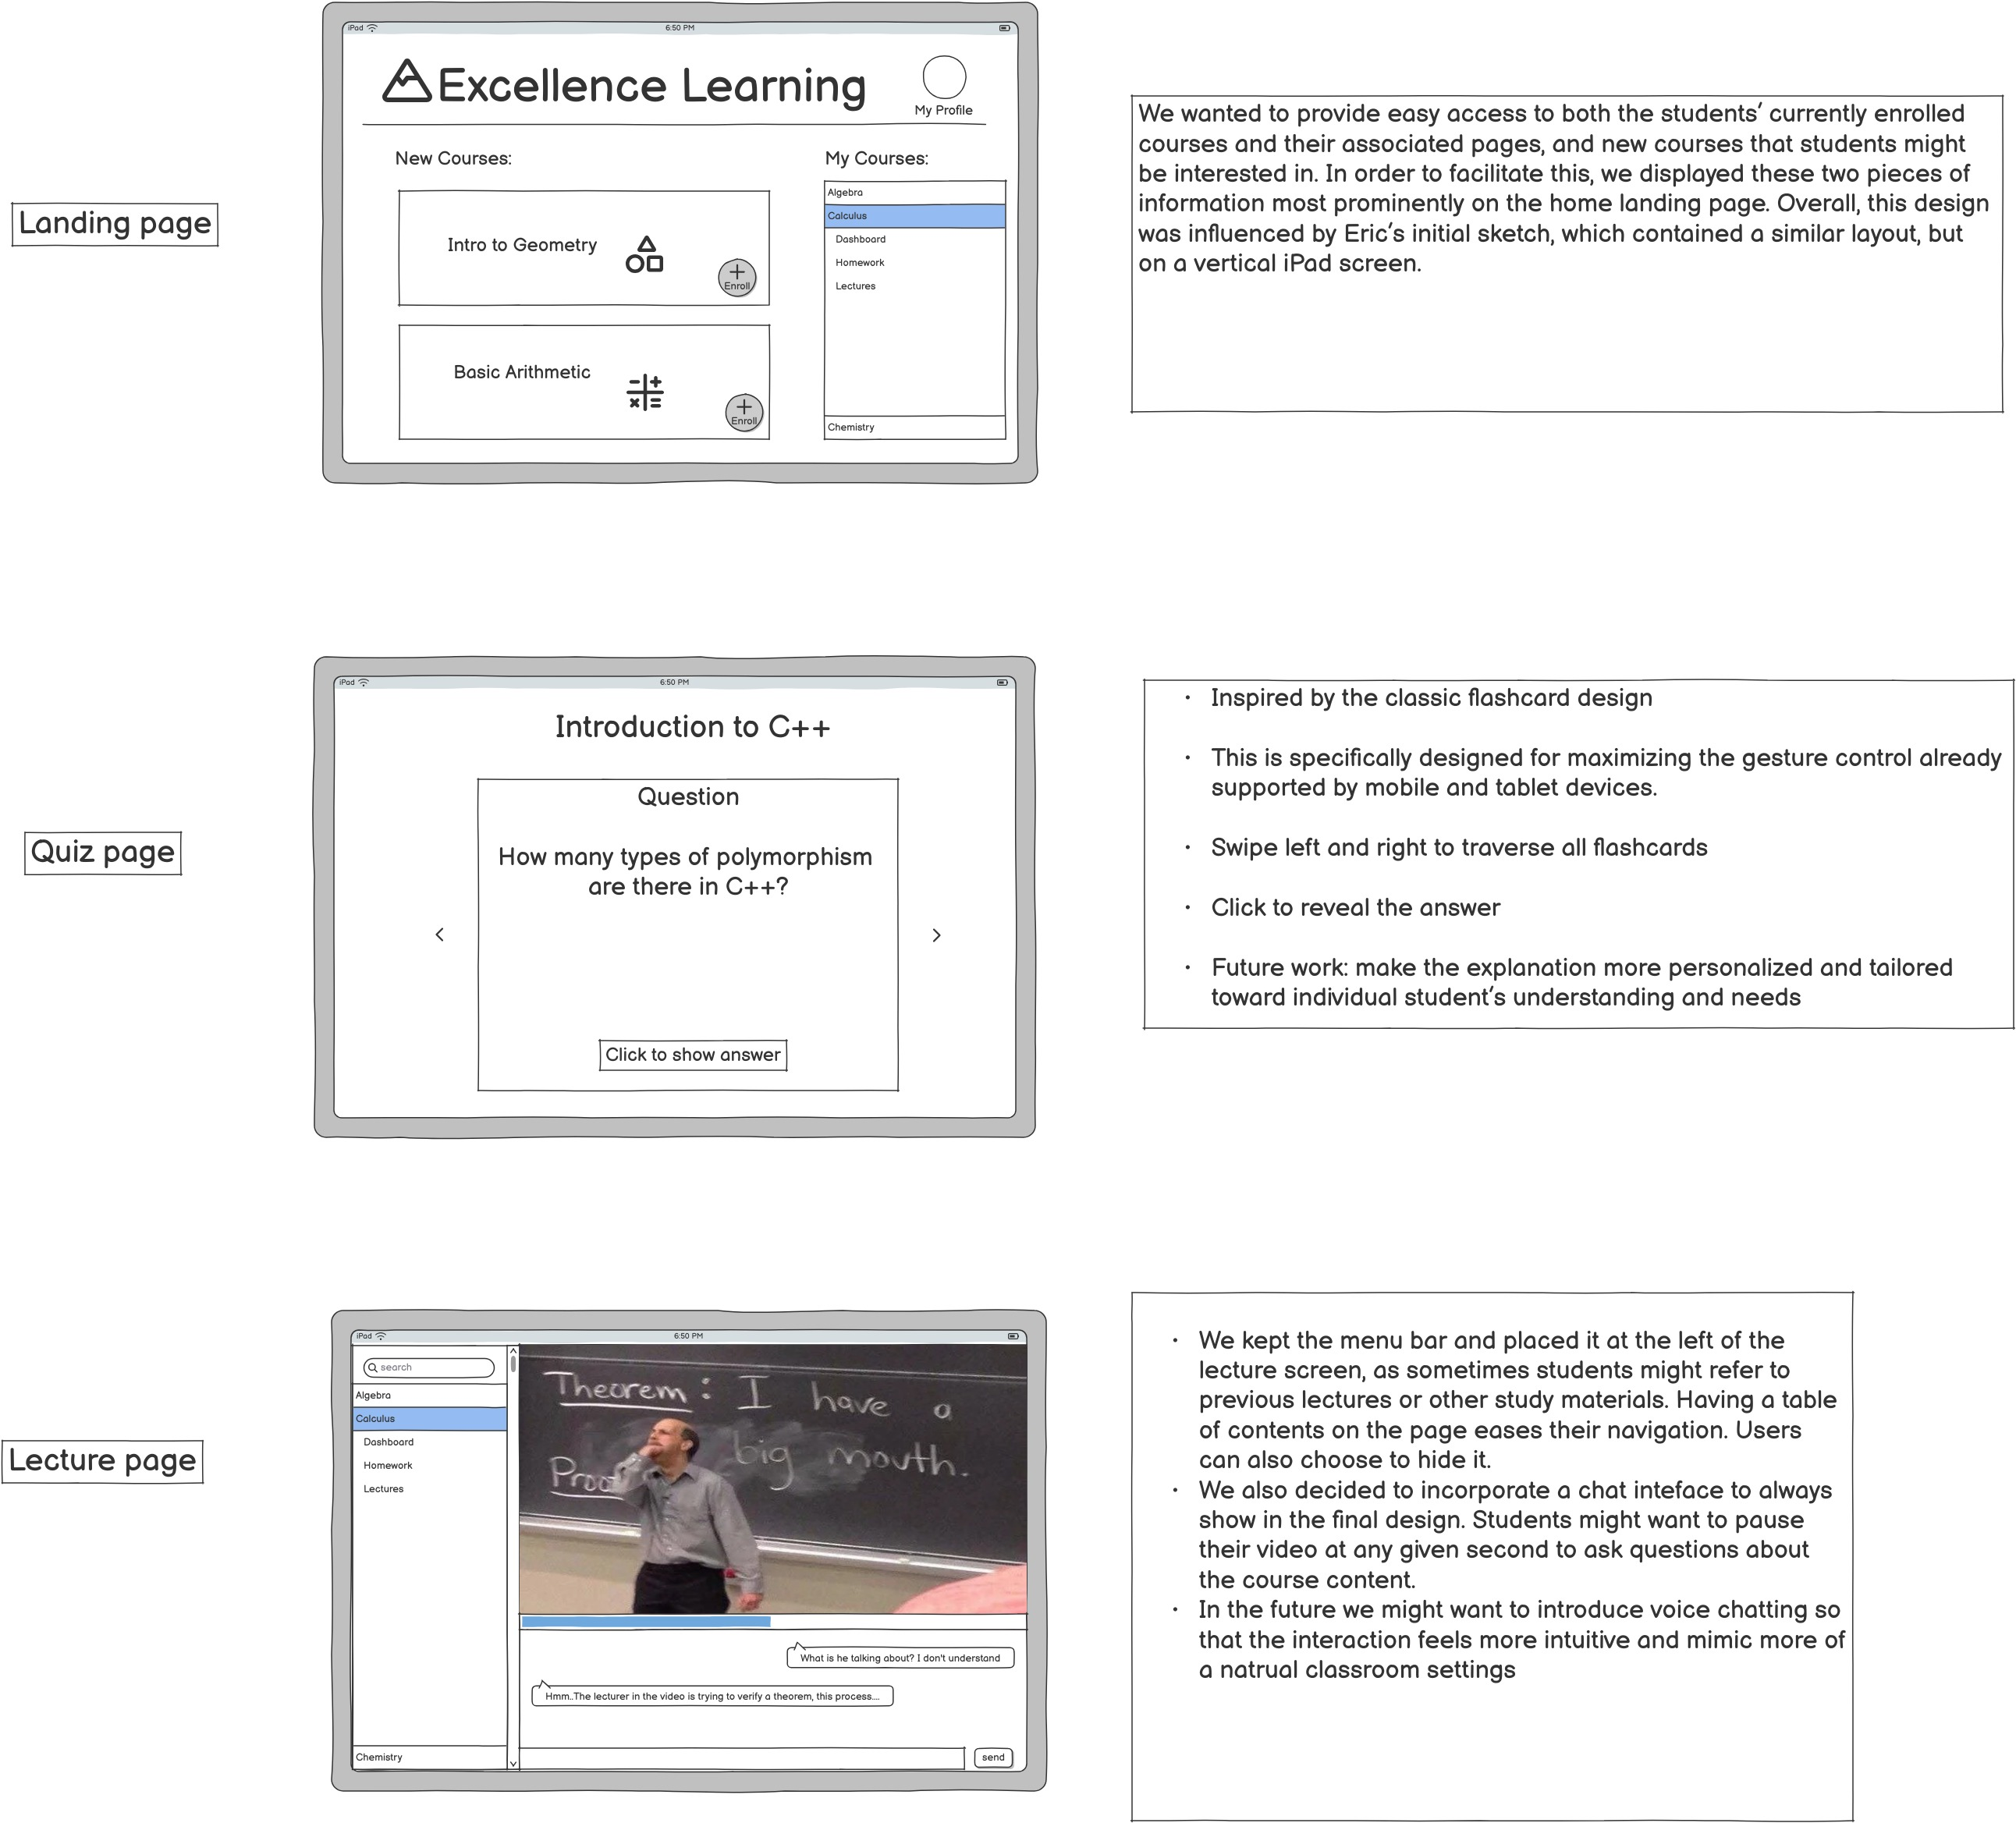 Landing page
iPad
6:50 PM
Excellence Learning
My Profile
New Courses:
My Courses:
Intro to Geometry
+
Enroll
Basic Arithmetic
+
Enroll
Algebra
Calculus
Dashboard
Homework
Lectures
Chemistry
We wanted to provide easy access to both the students' currently enrolled
courses and their associated pages, and new courses that students might
be interested in. In order to facilitate this, we displayed these two pieces of
information most prominently on the home landing page. Overall, this design
was influenced by Eric's initial sketch, which contained a similar layout, but
on a vertical iPad screen.
Quiz page
iPad
6:50 PM
Introduction to C++
Question
How many types of polymorphism
are there in C++?
<
>
Click to show answer
• Inspired by the classic flashcard design
• This is specifically designed for maximizing the gesture control already
supported by mobile and tablet devices.
• Swipe left and right to traverse all flashcards
• Click to reveal the answer
• Future work: make the explanation more personalized and tailored
toward individual student's understanding and needs
Lecture page
iPad
6:50 PM
search
Algebra
Calculus
Dashboard
Homework
Lectures
Chemistry
Theorem: I have a
big mouth.
Proof
What is he talking about? I don't understand
Hmm..The lecturer in the video is trying to verify a theorem, this process....
send
• We kept the menu bar and placed it at the left of the
lecture screen, as sometimes students might refer to
previous lectures or other study materials. Having a table
of contents on the page eases their navigation. Users
can also choose to hide it.
• We also decided to incorporate a chat inteface to always
show in the final design. Students might want to pause
their video at any given second to ask questions about
the course content.
• In the future we might want to introduce voice chatting so
that the interaction feels more intuitive and mimic more of
a natrual classroom settings